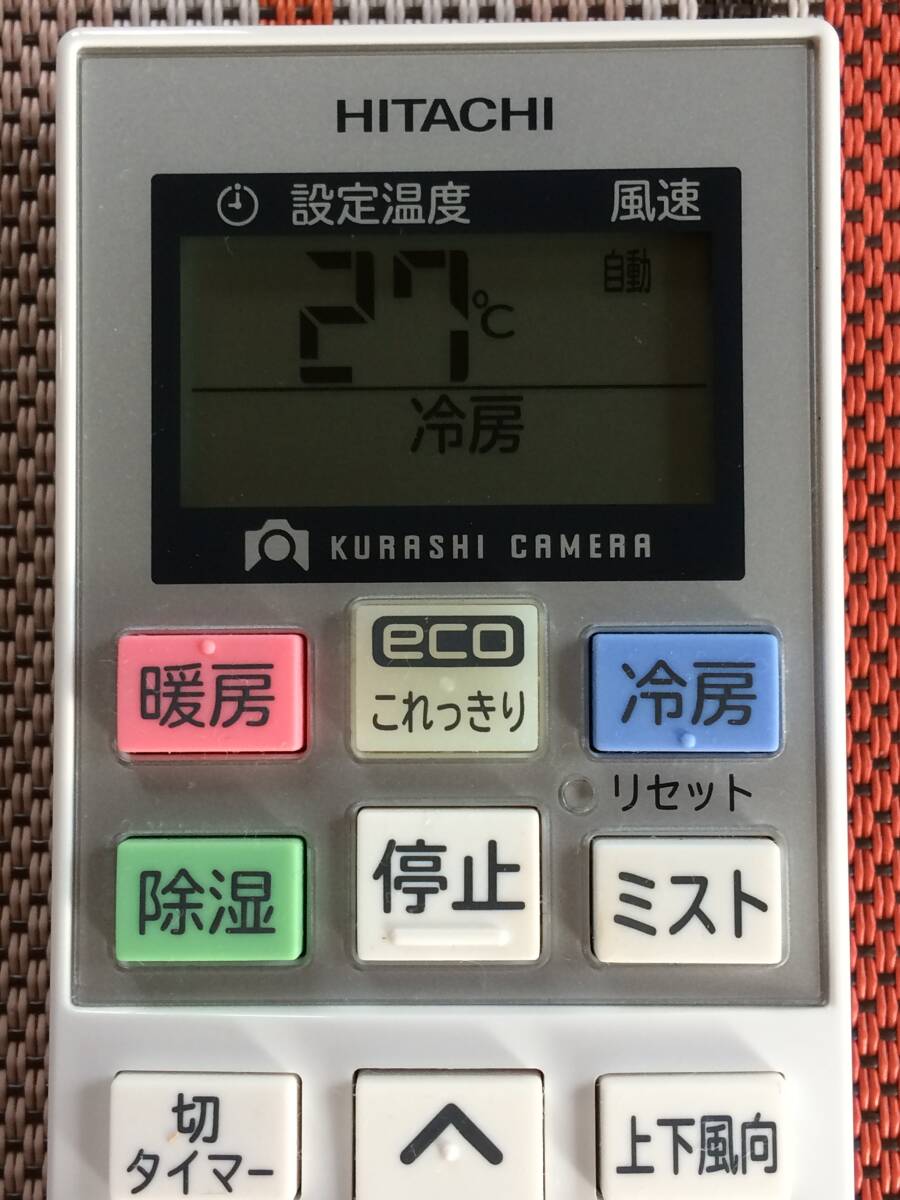 HITACHI
設定温度 風速
27℃ 自動
冷房
KURASHI CAMERA
暖房
eco
これっきり
冷房
リセット
除湿
停止
ミスト
切
タイマー
上下風向